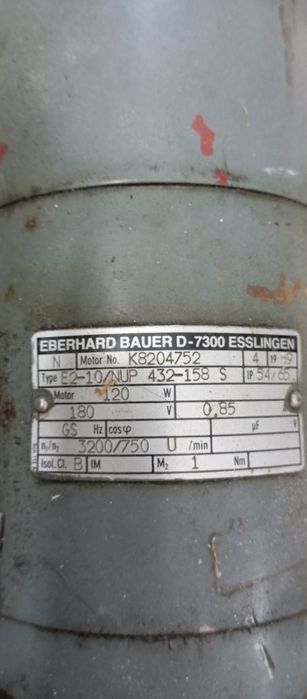 EBERHARD BAUER D-7300 ESSLINGEN
N Motor No. K8204752 4 19 89
Type E2-10/NUP 432-158 S IP 54/65
Motor 120 W
180 V 0,85
GS Hz cosφ µF V
n₁/n₂ 3200/750 U /min
Isol. Cl. B IM M₂ 1 Nm